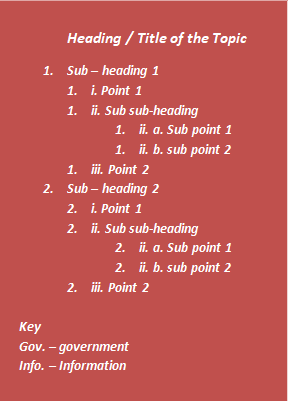 Heading / Title of the Topic
1. Sub – heading 1
1. i. Point 1
1. ii. Sub sub-heading
1. ii. a. Sub point 1
1. ii. b. sub point 2
1. iii. Point 2
2. Sub – heading 2
2. i. Point 1
2. ii. Sub sub-heading
2. ii. a. Sub point 1
2. ii. b. sub point 2
2. iii. Point 2
Key
Gov. – government
Info. – Information